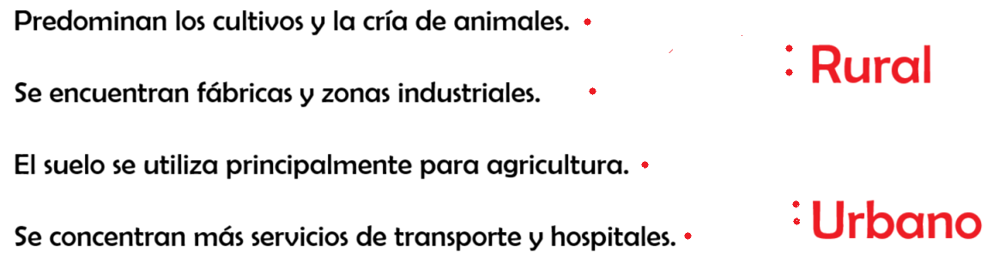 Predominan los cultivos y la cría de animales.
Rural
Se encuentran fábricas y zonas industriales.
El suelo se utiliza principalmente para agricultura.
Urbano
Se concentran más servicios de transporte y hospitales.